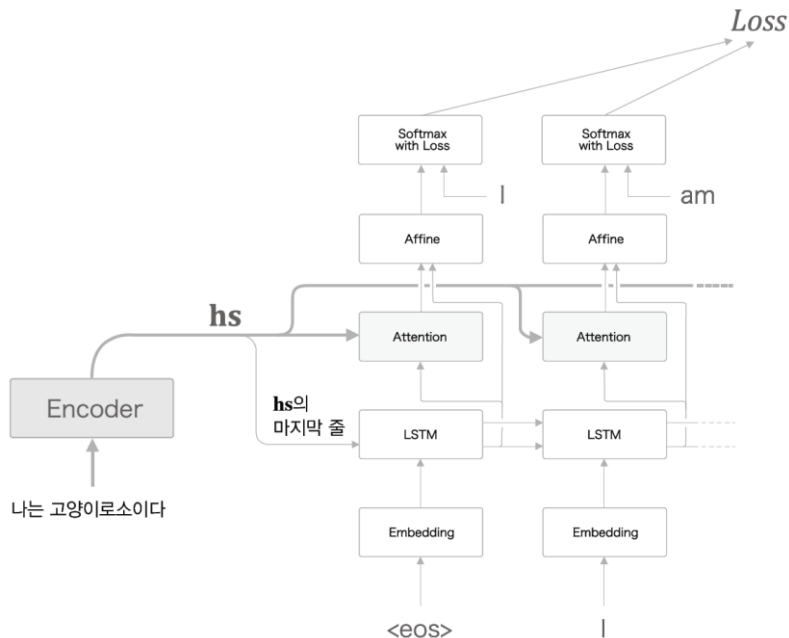 Loss
Softmax
with Loss
Softmax
with Loss
I
am
Affine
Affine
hs
Attention
Attention
Encoder
hs의
마지막 줄
LSTM
LSTM
나는 고양이로소이다
Embedding
Embedding
<eos>
I